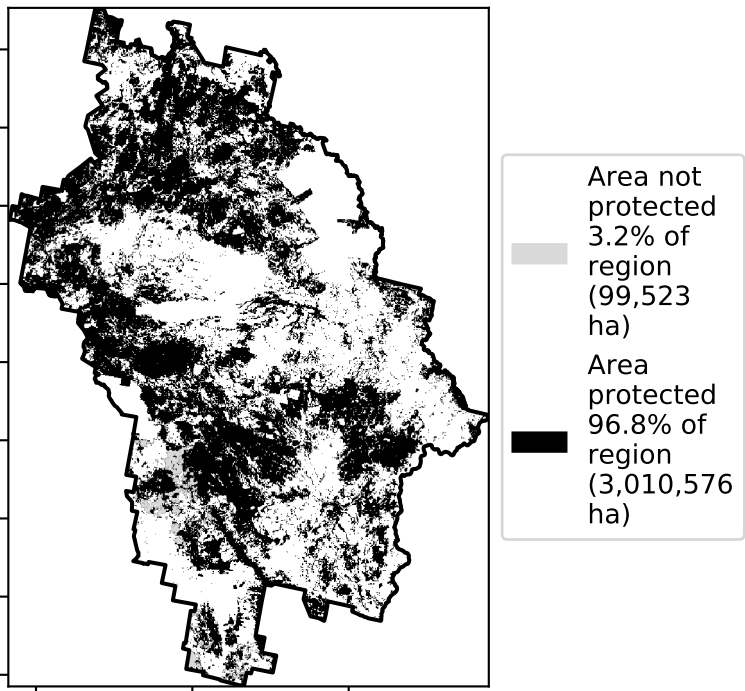 Area not
protected
3.2% of
region
(99,523
ha)
Area
protected
96.8% of
region
(3,010,576
ha)